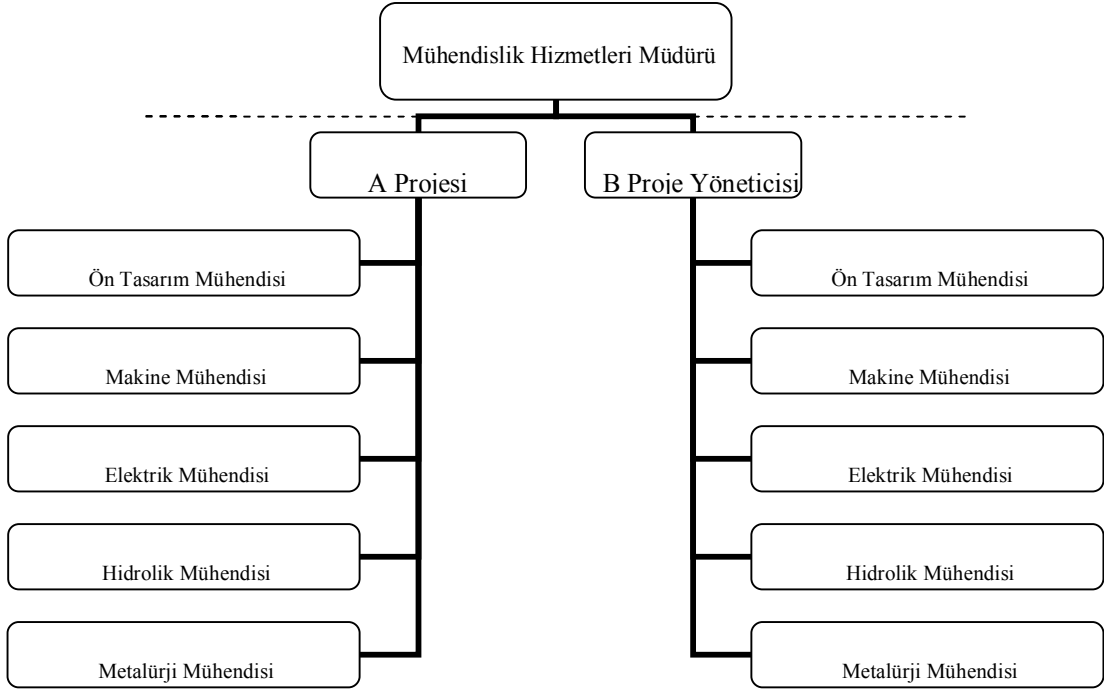 Mühendislik Hizmetleri Müdürü
A Projesi
B Proje Yöneticisi
Ön Tasarım Mühendisi
Ön Tasarım Mühendisi
Makine Mühendisi
Makine Mühendisi
Elektrik Mühendisi
Elektrik Mühendisi
Hidrolik Mühendisi
Hidrolik Mühendisi
Metalürji Mühendisi
Metalürji Mühendisi